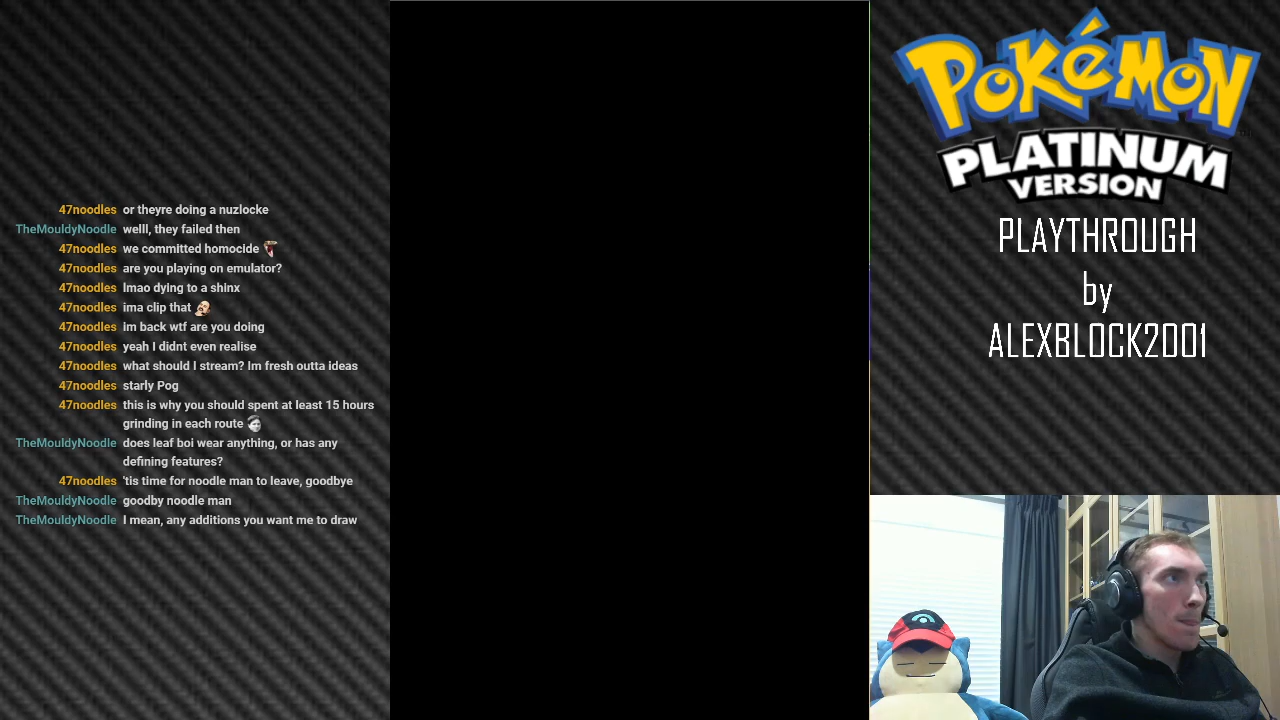 47noodles or theyre doing a nuzlocke
TheMouldyNoodle welll, they failed then
47noodles we committed homocide
47noodles are you playing on emulator?
47noodles lmao dying to a shinx
47noodles ima clip that
47noodles im back wtf are you doing
47noodles yeah I didnt even realise
47noodles what should I stream? Im fresh outta ideas
47noodles starly Pog
47noodles this is why you should spent at least 15 hours
grinding in each route
TheMouldyNoodle does leaf boi wear anything, or has any
defining features?
47noodles 'tis time for noodle man to leave, goodbye
TheMouldyNoodle goodby noodle man
TheMouldyNoodle I mean, any additions you want me to draw
POKéMON
PLATINUM
VERSION
PLAYTHROUGH
by
ALEXBLOCK2001